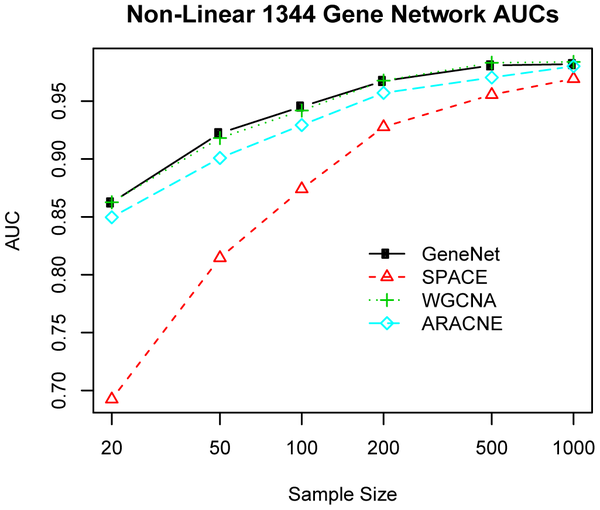 Non-Linear 1344 Gene Network AUCs
AUC
0.95
0.90
0.85
0.80
0.75
0.70
GeneNet
SPACE
WGCNA
ARACNE
20 50 100 200 500 1000
Sample Size